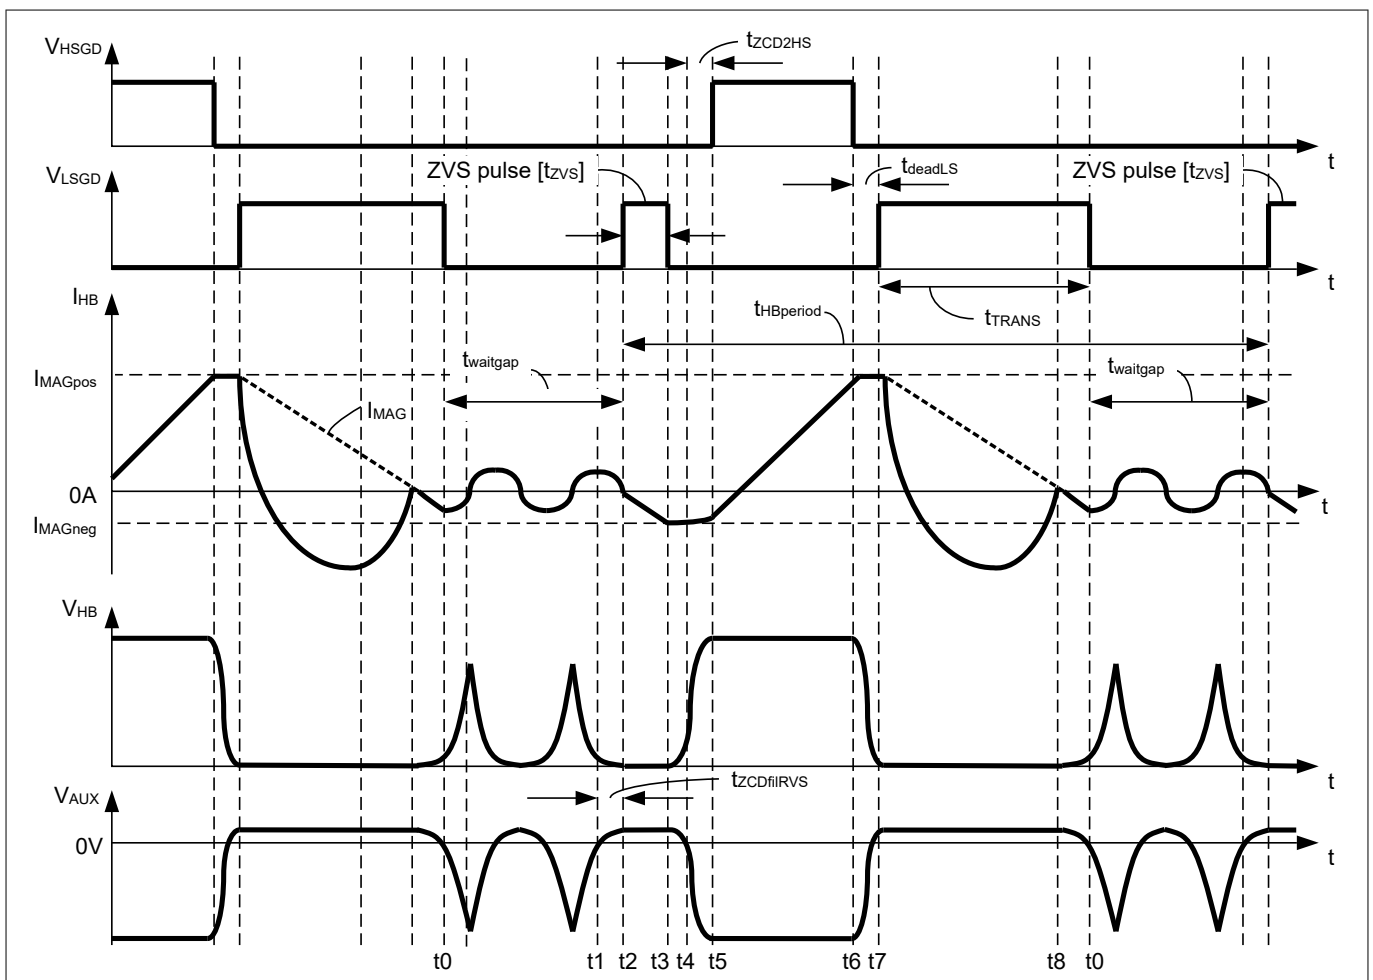 VHSGD
tZCD2HS
t
VLSGD
ZVS pulse [tZVS]
tdeadLS
ZVS pulse [tZVS]
t
IHB
tHBperiod
tTRANS
twaitgap
twaitgap
IMAGpos
IMAG
0A
t
IMAGneg
VHB
t
VAUX
tZCDfilRVS
0V
t
t0 t1 t2 t3 t4 t5 t6 t7 t8 t0